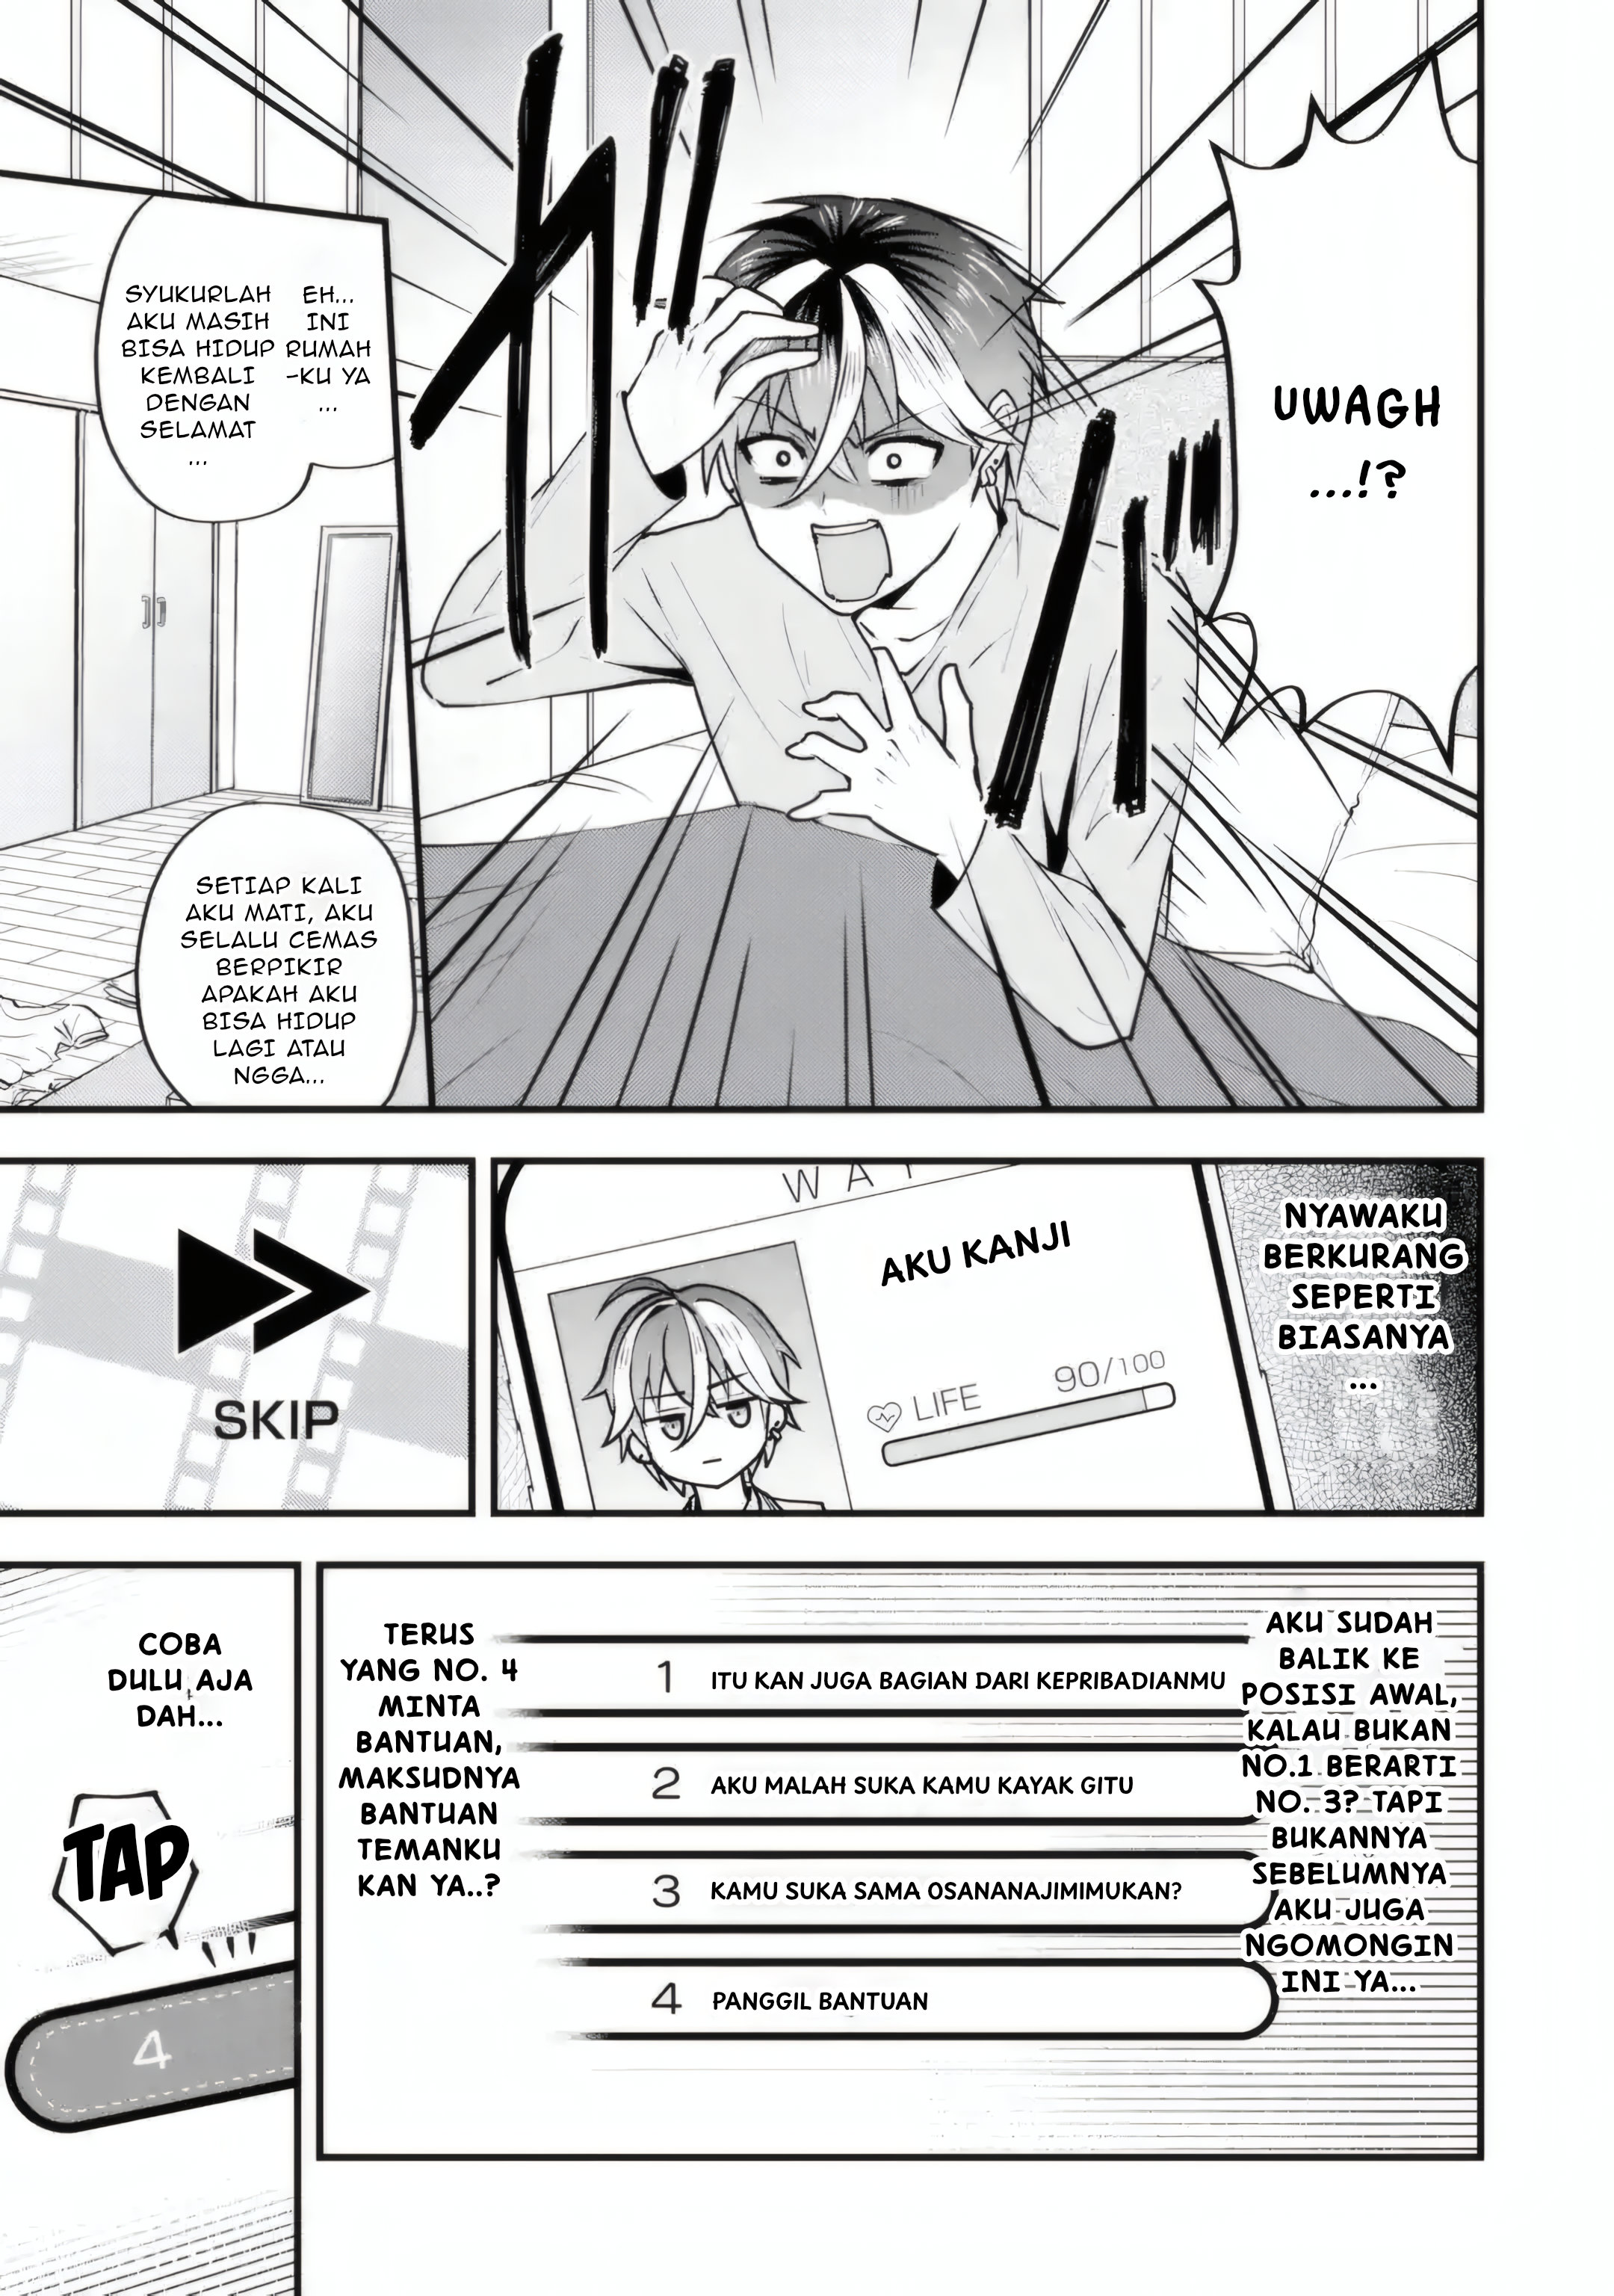 UWAGH
...!?
ガバッ
EH...
INI
RUMAH
-KU YA
...
SYUKURLAH
AKU MASIH
BISA HIDUP
KEMBALI
DENGAN
SELAMAT
...
SETIAP KALI
AKU MATI, AKU
SELALU CEMAS
BERPIKIR
APAKAH AKU
BISA HIDUP
LAGI ATAU
NGGA...
NYAWAKU
BERKURANG
SEPERTI
BIASANYA
...
AKU KANJI
LIFE 90/100
SKIP
AKU SUDAH
BALIK KE
POSISI AWAL,
KALAU BUKAN
NO.1 BERARTI
NO. 3? TAPI
BUKANNYA
SEBELUMNYA
AKU JUGA
NGOMONGIN
INI YA...
1 ITU KAN JUGA BAGIAN DARI KEPRIBADIANMU
2 AKU MALAH SUKA KAMU KAYAK GITU
3 KAMU SUKA SAMA OSANANAJIMIMUKAN?
4 PANGGIL BANTUAN
TERUS
YANG NO. 4
MINTA
BANTUAN,
MAKSUDNYA
BANTUAN
TEMANKU
KAN YA..?
COBA
DULU AJA
DAH...
TAP
4